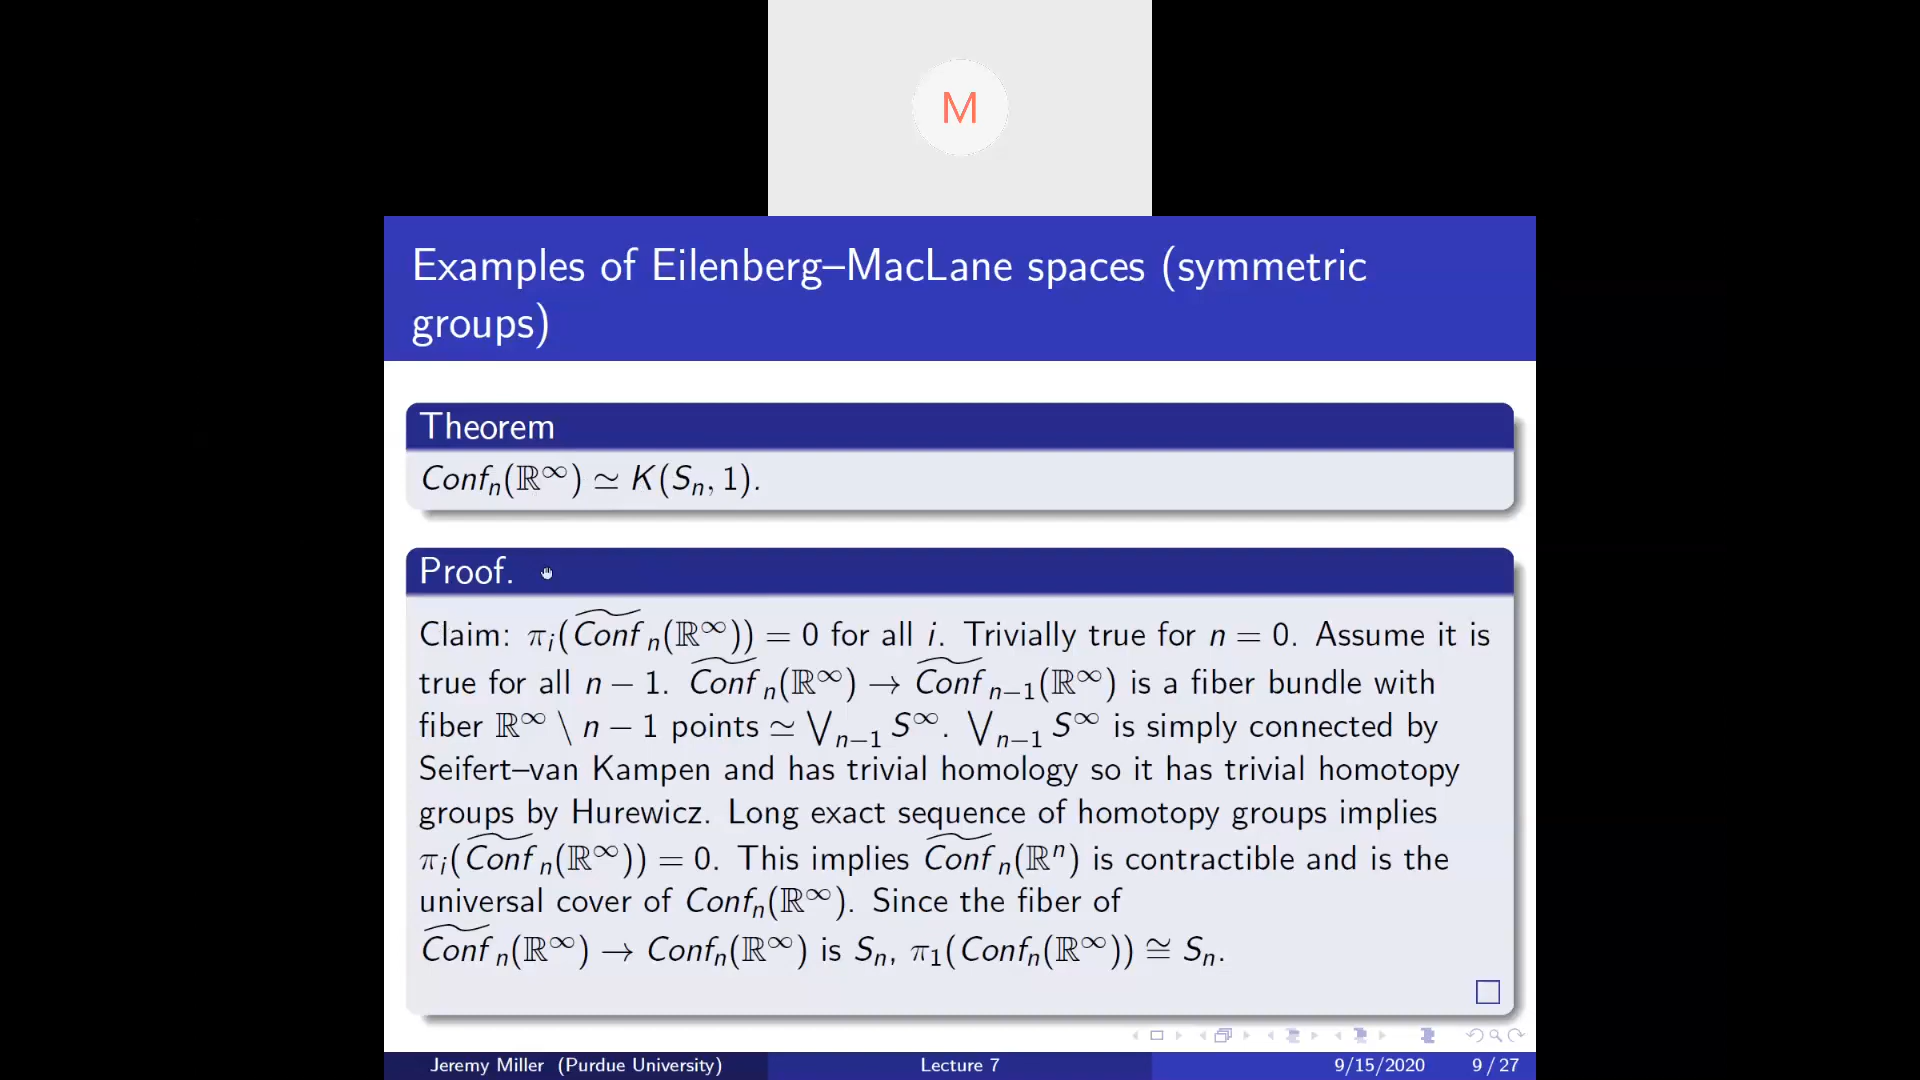 M
Examples of Eilenberg–MacLane spaces (symmetric
groups)
Theorem
Conf_n(ℝ^∞) ≃ K(S_n, 1).
Proof.
Claim: π_i(\widetilde{Conf}_n(ℝ^∞)) = 0 for all i. Trivially true for n = 0. Assume it is
true for all n − 1. \widetilde{Conf}_n(ℝ^∞) → \widetilde{Conf}_{n−1}(ℝ^∞) is a fiber bundle with
fiber ℝ^∞ \ n − 1 points ≃ ⋁_{n−1} S^∞. ⋁_{n−1} S^∞ is simply connected by
Seifert–van Kampen and has trivial homology so it has trivial homotopy
groups by Hurewicz. Long exact sequence of homotopy groups implies
π_i(\widetilde{Conf}_n(ℝ^∞)) = 0. This implies \widetilde{Conf}_n(ℝ^n) is contractible and is the
universal cover of Conf_n(ℝ^∞). Since the fiber of
\widetilde{Conf}_n(ℝ^∞) → Conf_n(ℝ^∞) is S_n, π_1(Conf_n(ℝ^∞)) ≅ S_n.
Jeremy Miller (Purdue University) Lecture 7 9/15/2020 9 / 27